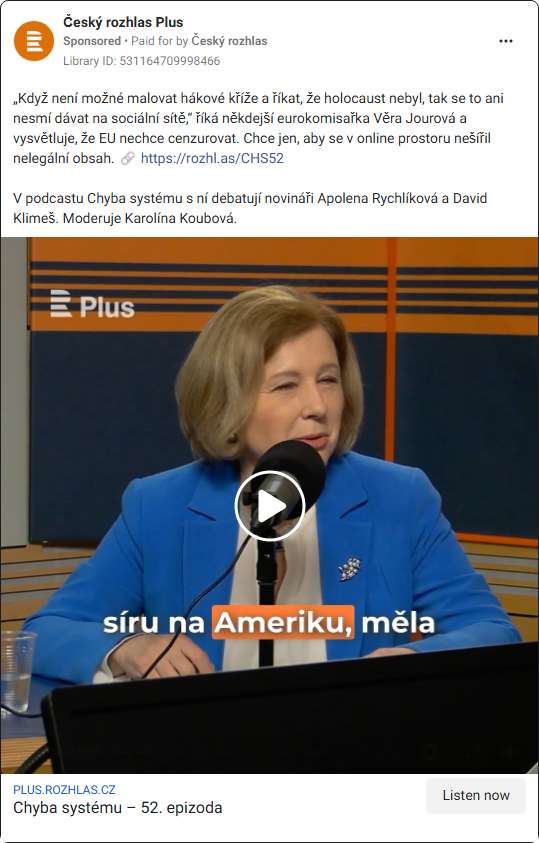 Český rozhlas Plus
Sponsored • Paid for by Český rozhlas
Library ID: 531164709998466
„Když není možné malovat hákové kříže a říkat, že holocaust nebyl, tak se to ani
nesmí dávat na sociální sítě,“ říká někdejší eurokomisařka Věra Jourová a
vysvětluje, že EU nechce cenzurovat. Chce jen, aby se v online prostoru nešířil
nelegální obsah. 🔗 https://rozhl.as/CHS52
V podcastu Chyba systému s ní debatují novináři Apolena Rychlíková a David
Klimeš. Moderuje Karolína Koubová.
Plus
síru na Ameriku, měla
PLUS.ROZHLAS.CZ
Chyba systému – 52. epizoda
Listen now